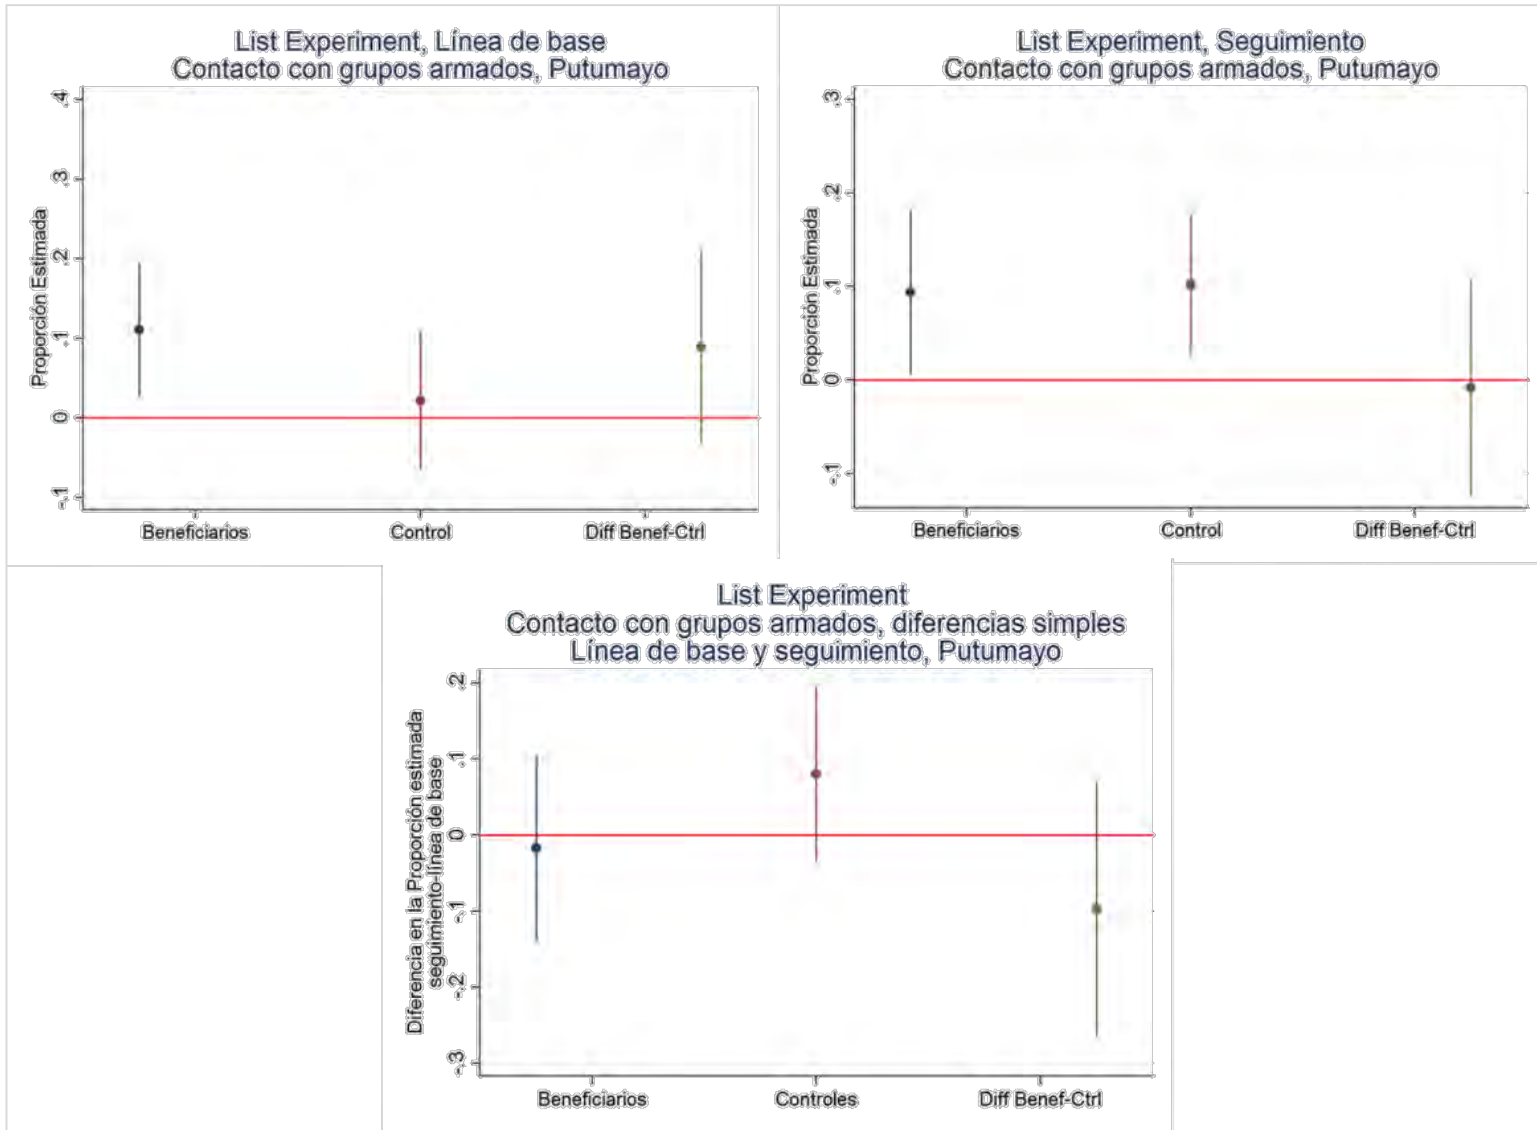 List Experiment, Línea de base
Contacto con grupos armados, Putumayo
Proporción Estimada
.4
.3
.2
.1
0
-.1
Beneficiarios
Control
Diff Benef-Ctrl
List Experiment, Seguimiento
Contacto con grupos armados, Putumayo
Proporción Estimada
.3
.2
.1
0
-.1
Beneficiarios
Control
Diff Benef-Ctrl
List Experiment
Contacto con grupos armados, diferencias simples
Línea de base y seguimiento, Putumayo
Diferencia en la Proporción estimada
seguimiento-línea de base
.2
.1
0
-.1
-.2
-.3
Beneficiarios
Controles
Diff Benef-Ctrl